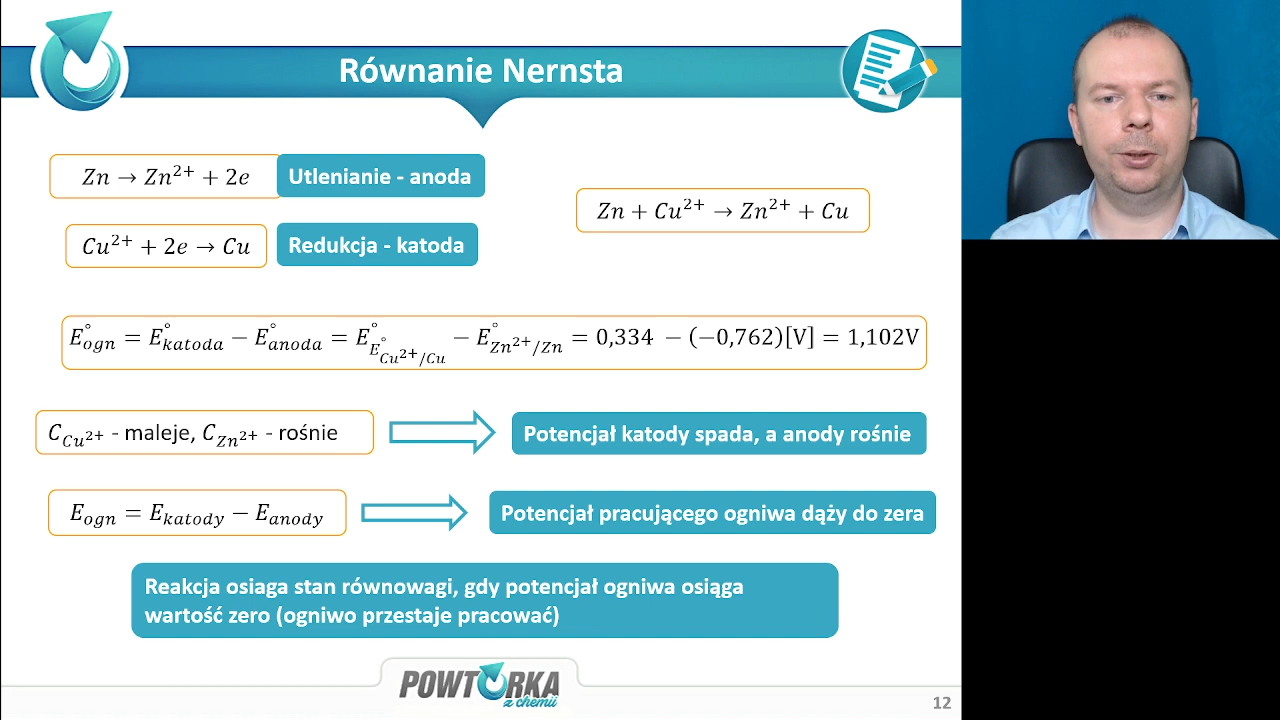 Równanie Nernsta
Zn → Zn²⁺ + 2e
Utlenianie - anoda
Zn + Cu²⁺ → Zn²⁺ + Cu
Cu²⁺ + 2e → Cu
Redukcja - katoda
E°ogn = E°katoda − E°anoda = E°E°Cu²⁺/Cu − E°Zn²⁺/Zn = 0,334 − (−0,762)[V] = 1,102V
C Cu²⁺ - maleje, C Zn²⁺ - rośnie
Potencjał katody spada, a anody rośnie
Eogn = Ekatody − Eanody
Potencjał pracującego ogniwa dąży do zera
Reakcja osiaga stan równowagi, gdy potencjał ogniwa osiąga
wartość zero (ogniwo przestaje pracować)
POWTÓRKA
z chemii
12